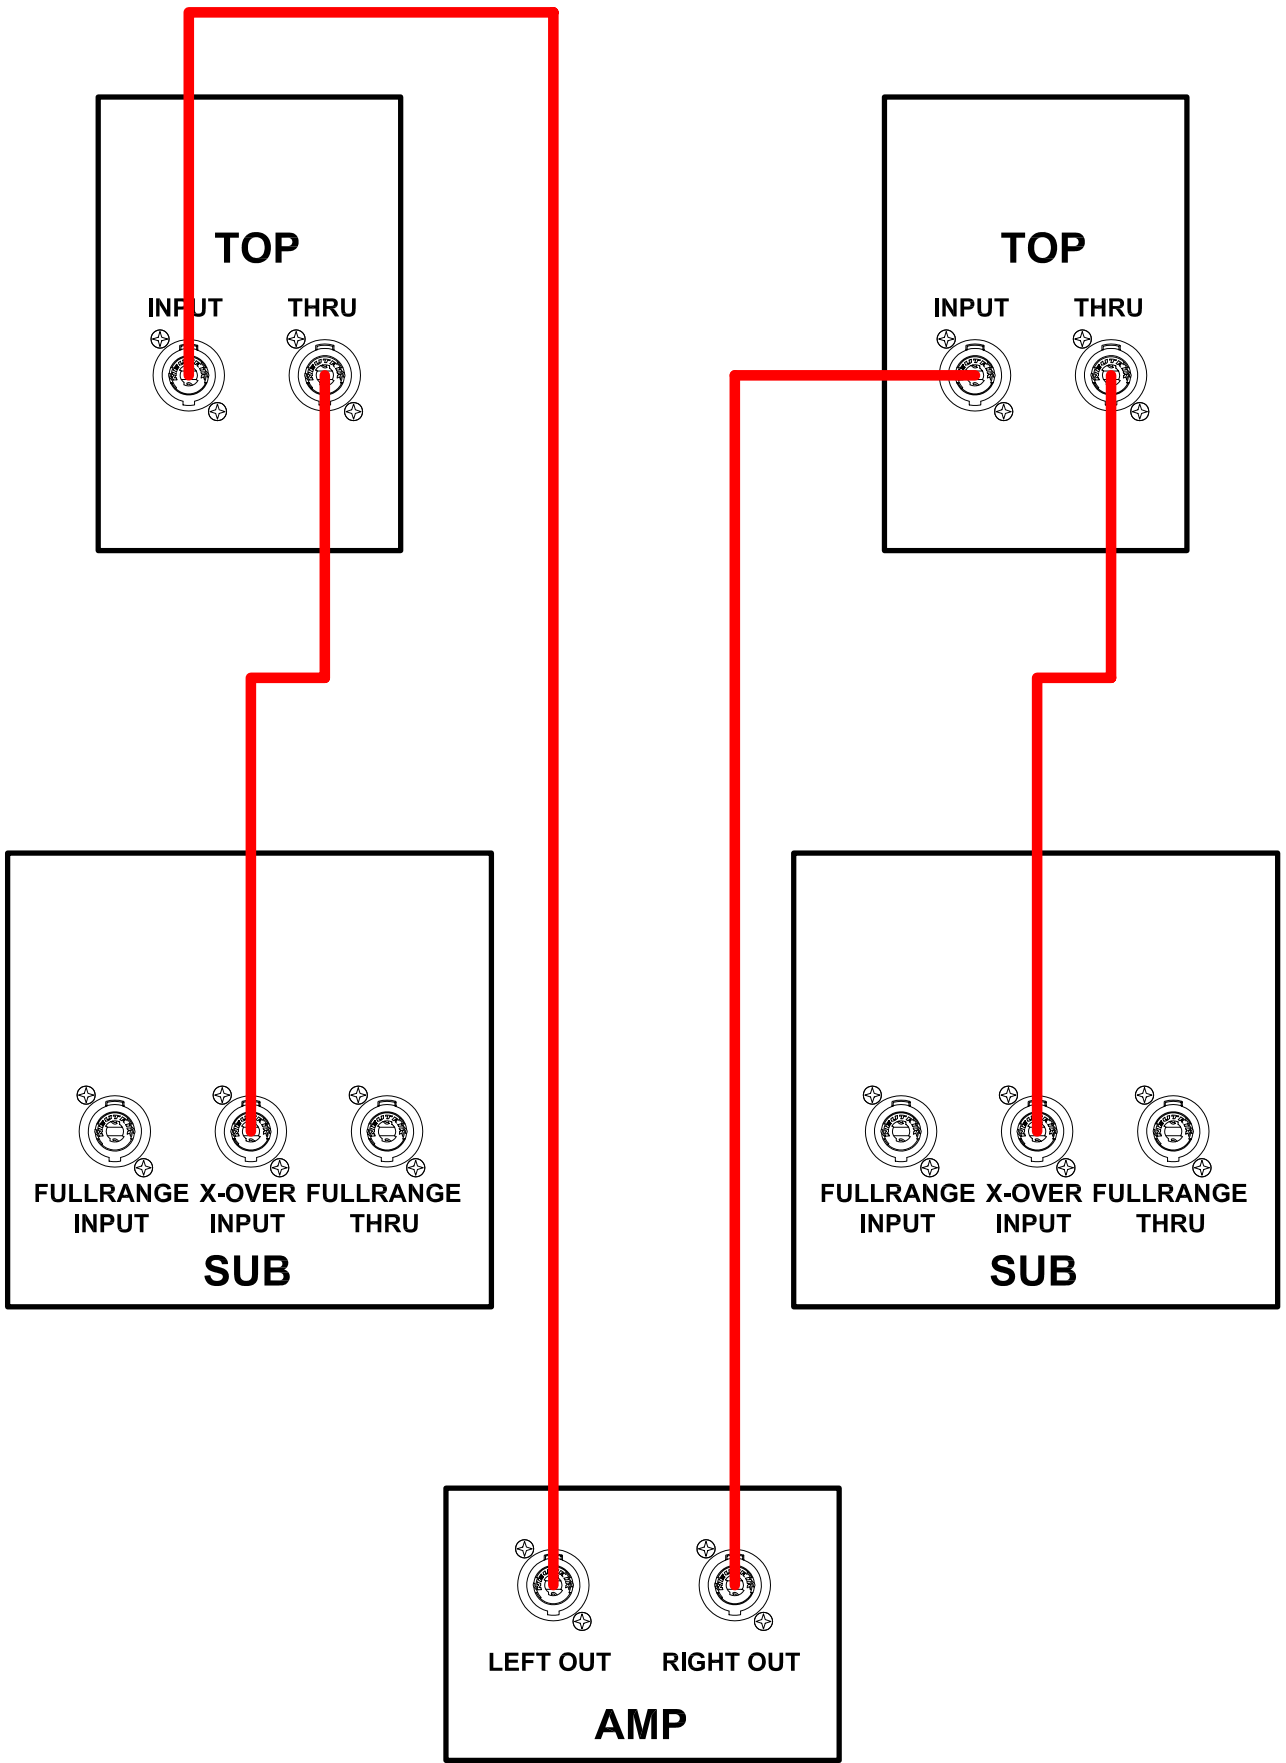 TOP
INPUT THRU
TOP
INPUT THRU
FULLRANGE X-OVER FULLRANGE
INPUT INPUT THRU
SUB
FULLRANGE X-OVER FULLRANGE
INPUT INPUT THRU
SUB
LEFT OUT RIGHT OUT
AMP